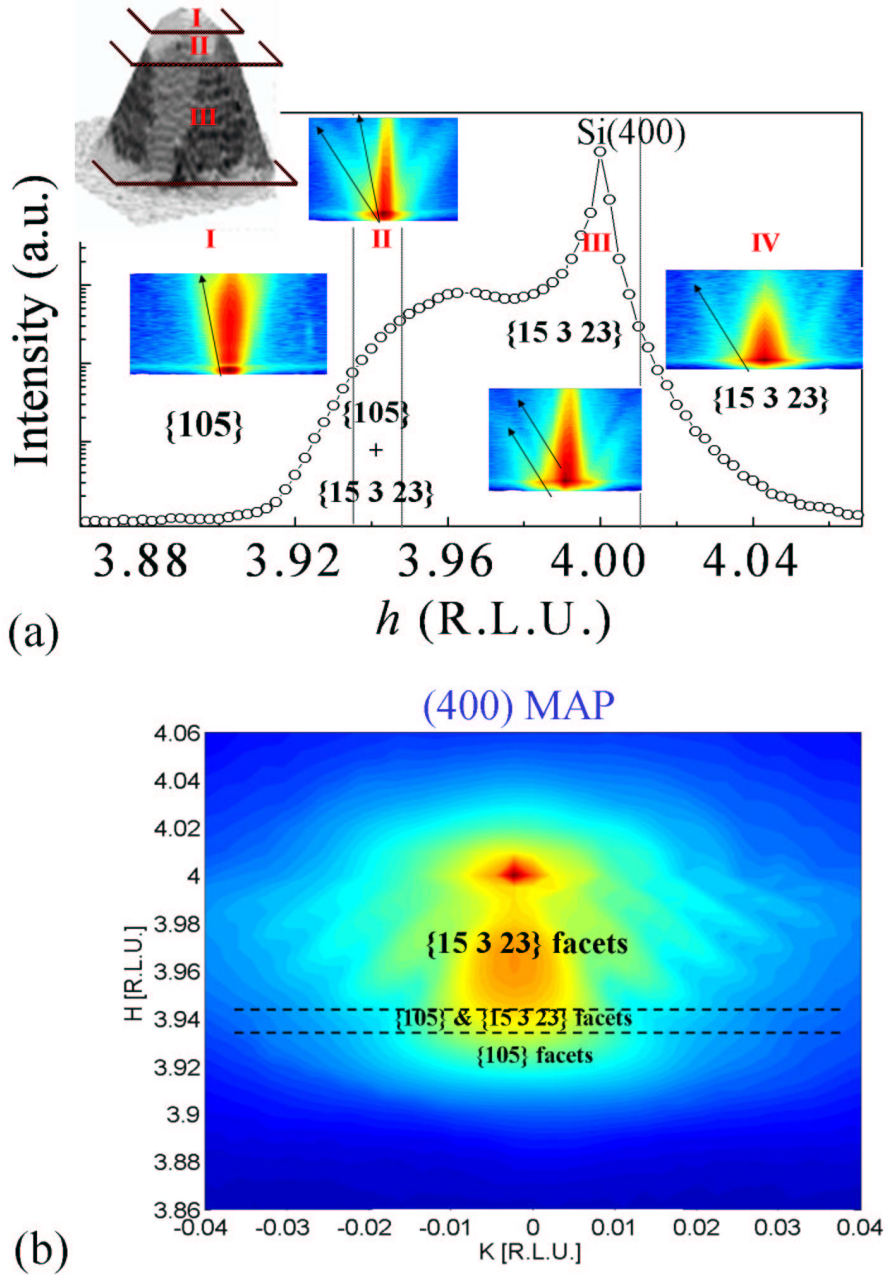 I
II
III
Si(400)
I
II
III
IV
{105}
{105}
+
{15 3 23}
{15 3 23}
{15 3 23}
Intensity (a.u.)
3.88
3.92
3.96
4.00
4.04
h (R.L.U.)
(a)
(400) MAP
4.06
4.04
4.02
4
3.98
3.96
3.94
3.92
3.9
3.88
3.86
H [R.L.U.]
{15 3 23} facets
{105} & {15 3 23} facets
{105} facets
-0.04
-0.03
-0.02
-0.01
0
0.01
0.02
0.03
0.04
K [R.L.U.]
(b)